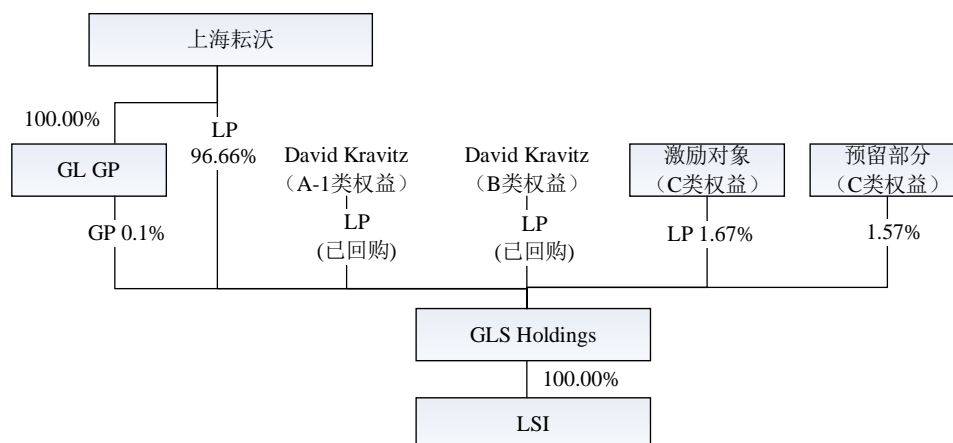 上海耘沃
100.00%
LP
96.66%
GL GP
David Kravitz
（A-1类权益）
David Kravitz
（B类权益）
激励对象
（C类权益）
预留部分
（C类权益）
GP 0.1%
LP
(已回购)
LP
(已回购)
LP 1.67%
1.57%
GLS Holdings
100.00%
LSI